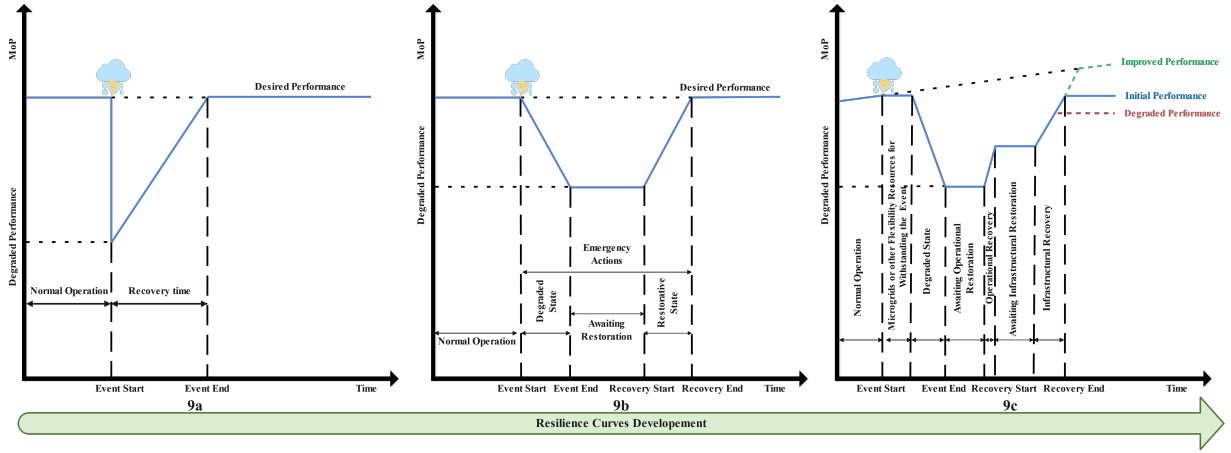 MoP
Degraded Performance
Desired Performance
Normal Operation
Recovery time
Event Start
Event End
Time
9a
MoP
Degraded Performance
Desired Performance
Emergency
Actions
Degraded
State
Awaiting
Restoration
Restorative
State
Normal Operation
Event Start
Event End
Recovery Start
Recovery End
Time
9b
MoP
Degraded Performance
Improved Performance
Initial Performance
Degraded Performance
Normal Operation
Microgrids or other Flexibility Resources for
Withstanding the Event
Degraded State
Awaiting Operational
Restoration
Operational Recovery
Awaiting Infrastructural Restoration
Infrastructural Recovery
Event Start
Event End
Recovery Start
Recovery End
Time
9c
Resilience Curves Developement